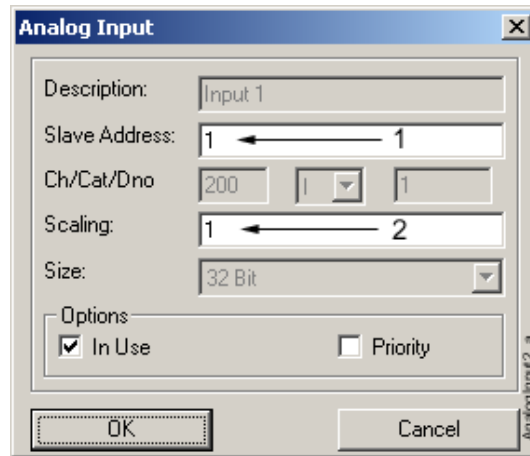 Analog Input
Description: Input 1
Slave Address: 1 1
Ch/Cat/Dno 200 I 1
Scaling: 1 2
Size: 32 Bit
Options
In Use Priority
OK Cancel